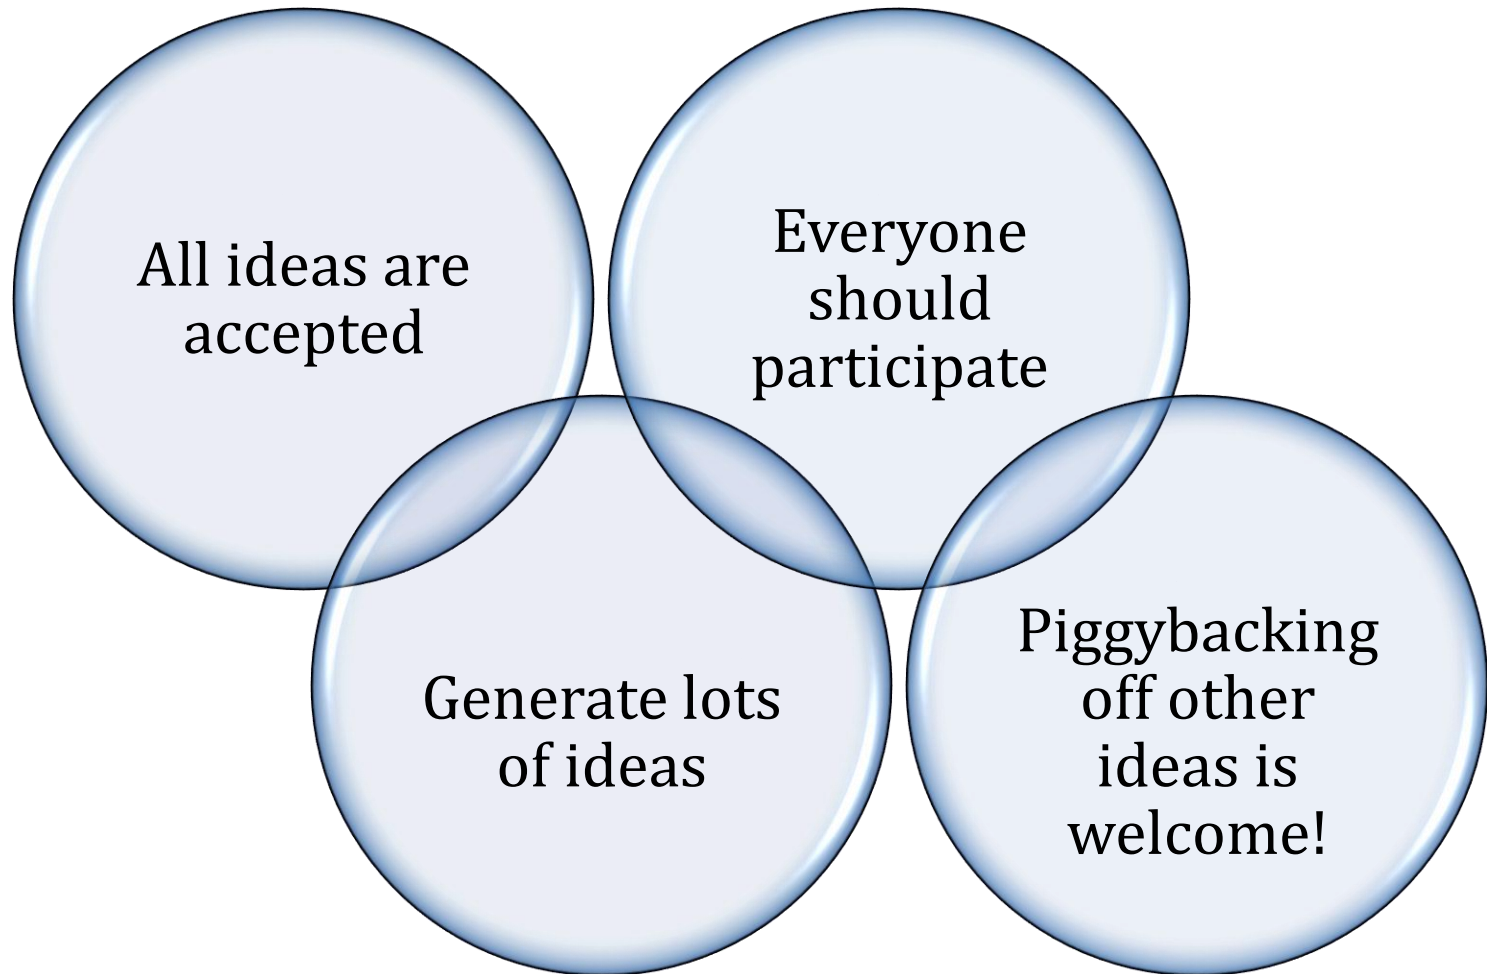 All ideas are
accepted
Everyone
should
participate
Generate lots
of ideas
Piggybacking
off other
ideas is
welcome!